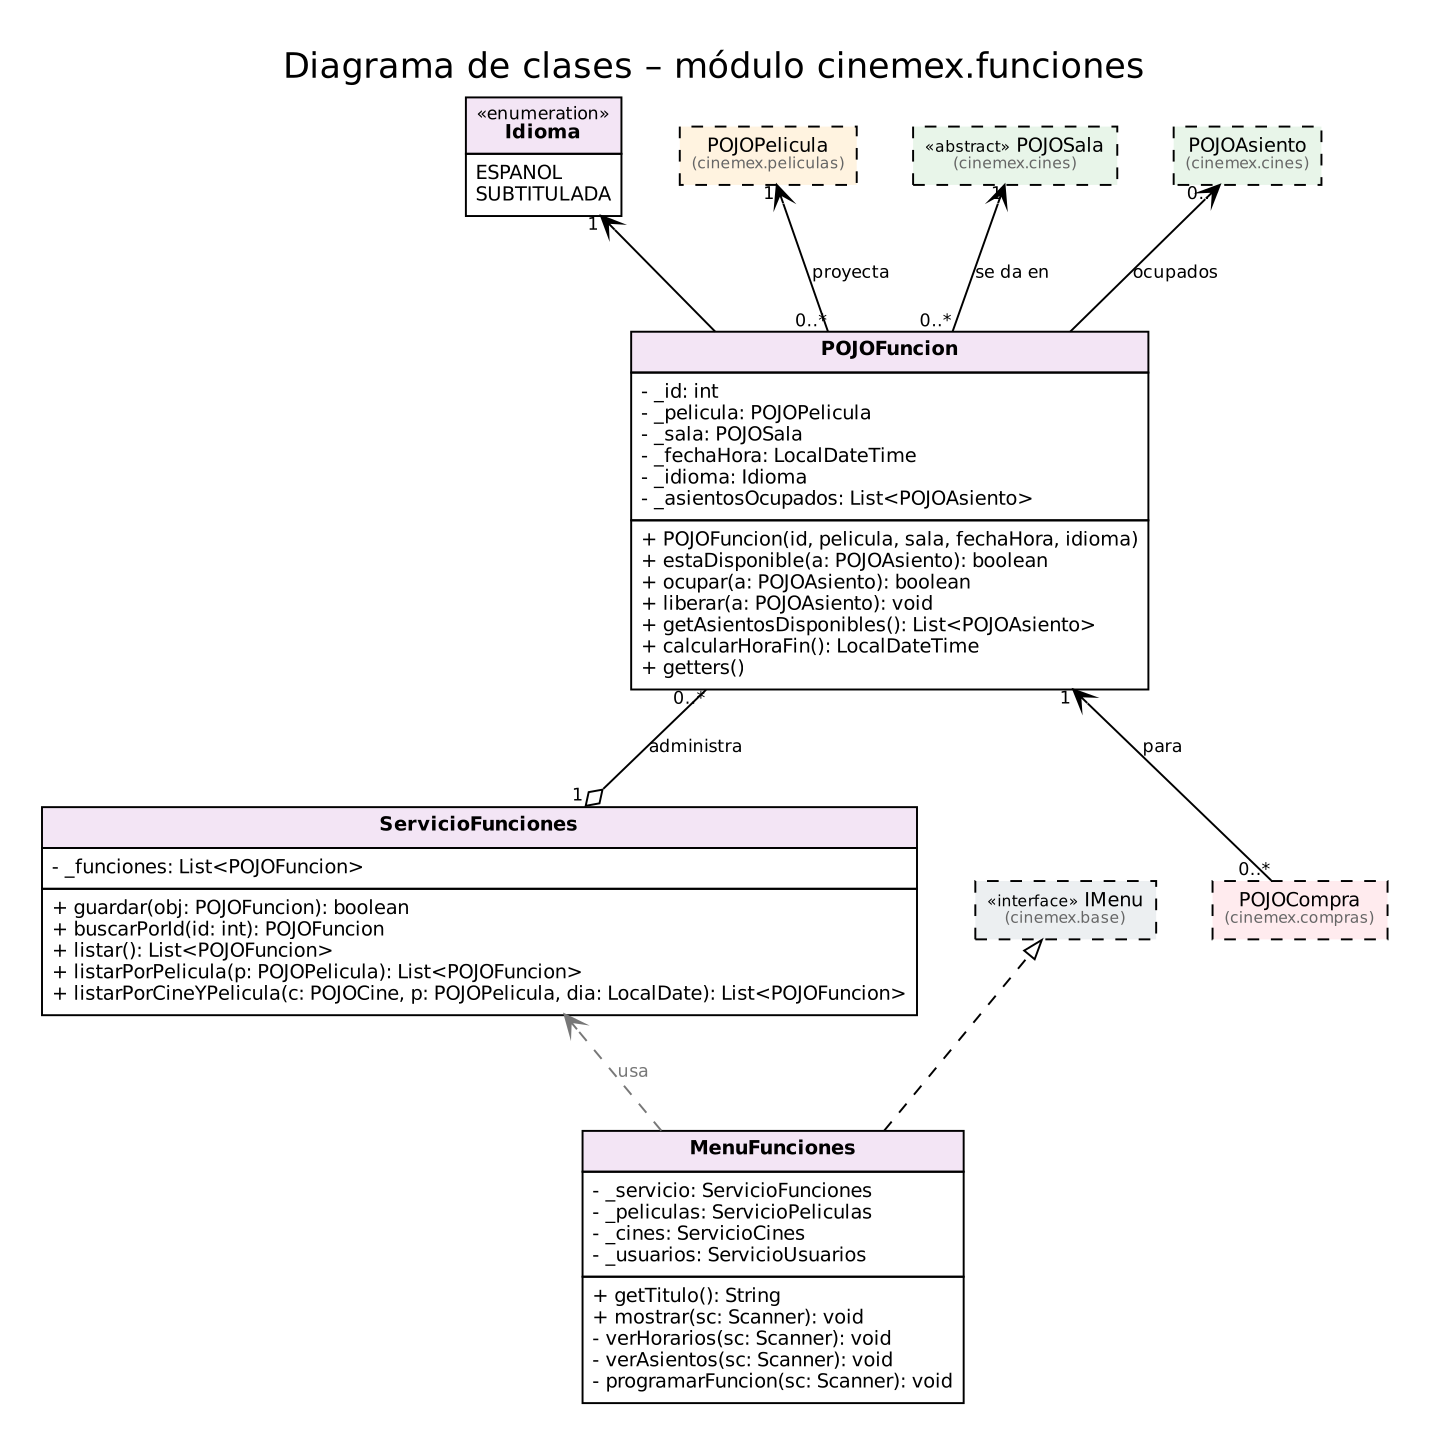 Diagrama de clases – módulo cinemex.funciones
«enumeration»
Idioma
ESPANOL
SUBTITULADA
POJOPelicula
(cinemex.peliculas)
«abstract» POJOSala
(cinemex.cines)
POJOAsiento
(cinemex.cines)
1
1
0..
1
proyecta
se da en
ocupados
0..*
0..*
POJOFuncion
- _id: int
- _pelicula: POJOPelicula
- _sala: POJOSala
- _fechaHora: LocalDateTime
- _idioma: Idioma
- _asientosOcupados: List<POJOAsiento>
+ POJOFuncion(id, pelicula, sala, fechaHora, idioma)
+ estaDisponible(a: POJOAsiento): boolean
+ ocupar(a: POJOAsiento): boolean
+ liberar(a: POJOAsiento): void
+ getAsientosDisponibles(): List<POJOAsiento>
+ calcularHoraFin(): LocalDateTime
+ getters()
0..*
1
administra
para
1
ServicioFunciones
- _funciones: List<POJOFuncion>
+ guardar(obj: POJOFuncion): boolean
+ buscarPorId(id: int): POJOFuncion
+ listar(): List<POJOFuncion>
+ listarPorPelicula(p: POJOPelicula): List<POJOFuncion>
+ listarPorCineYPelicula(c: POJOCine, p: POJOPelicula, dia: LocalDate): List<POJOFuncion>
«interface» IMenu
(cinemex.base)
0..*
POJOCompra
(cinemex.compras)
usa
MenuFunciones
- _servicio: ServicioFunciones
- _peliculas: ServicioPeliculas
- _cines: ServicioCines
- _usuarios: ServicioUsuarios
+ getTitulo(): String
+ mostrar(sc: Scanner): void
- verHorarios(sc: Scanner): void
- verAsientos(sc: Scanner): void
- programarFuncion(sc: Scanner): void